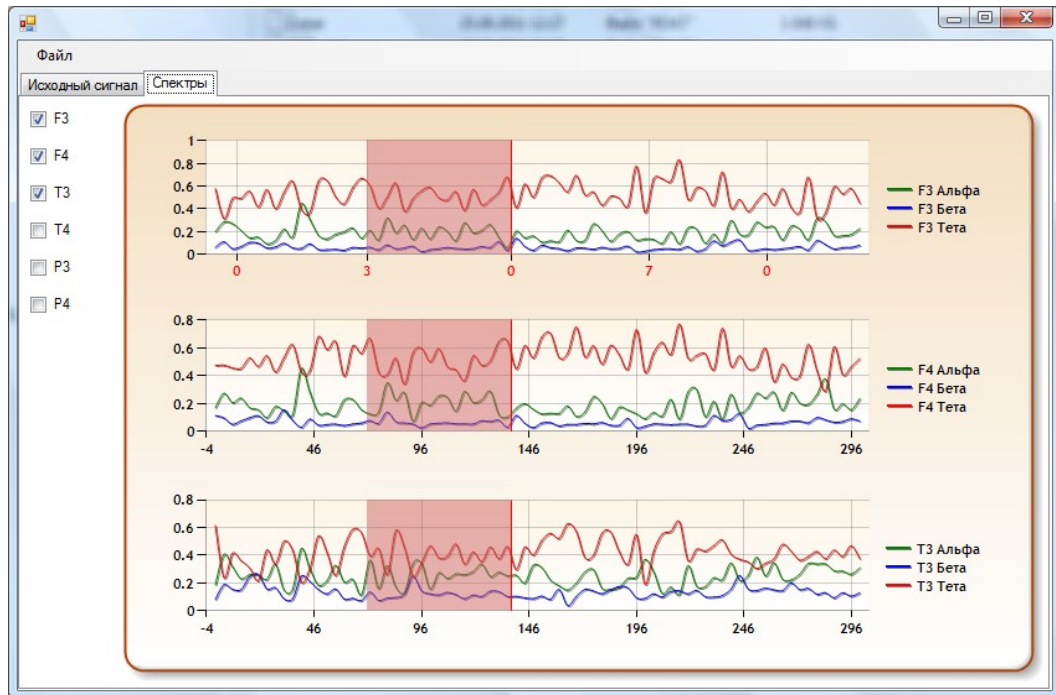 Файл
Исходный сигнал Спектры
F3
F4
T3
T4
P3
P4
1
0.8
0.6
0.4
0.2
0
0 3 0 7 0
F3 Альфа
F3 Бета
F3 Тета
0.8
0.6
0.4
0.2
0
-4 46 96 146 196 246 296
F4 Альфа
F4 Бета
F4 Тета
0.8
0.6
0.4
0.2
0
-4 46 96 146 196 246 296
T3 Альфа
T3 Бета
T3 Тета